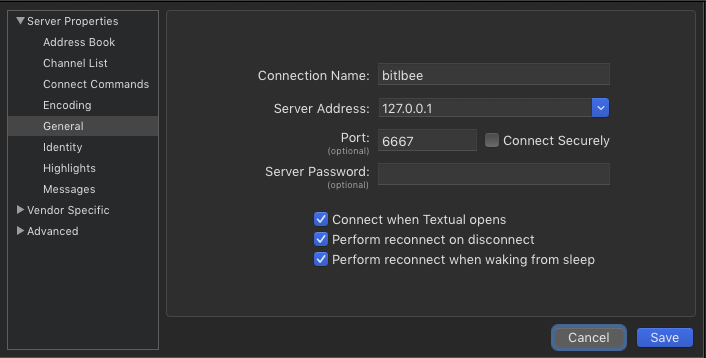 Server Properties
Address Book
Channel List
Connect Commands
Encoding
General
Identity
Highlights
Messages
Vendor Specific
Advanced
Connection Name: bitlbee
Server Address: 127.0.0.1
Port: 6667 Connect Securely
(optional)
Server Password:
(optional)
Connect when Textual opens
Perform reconnect on disconnect
Perform reconnect when waking from sleep
Cancel Save